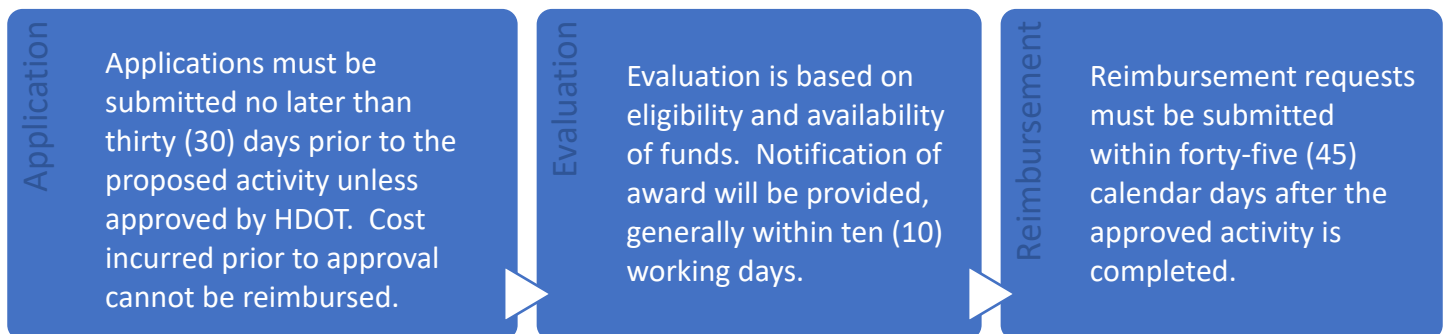 Application
Applications must be
submitted no later than
thirty (30) days prior to the
proposed activity unless
approved by HDOT.  Cost
incurred prior to approval
cannot be reimbursed.
Evaluation
Evaluation is based on
eligibility and availability
of funds.  Notification of
award will be provided,
generally within ten (10)
working days.
Reimbursement
Reimbursement requests
must be submitted
within forty-five (45)
calendar days after the
approved activity is
completed.